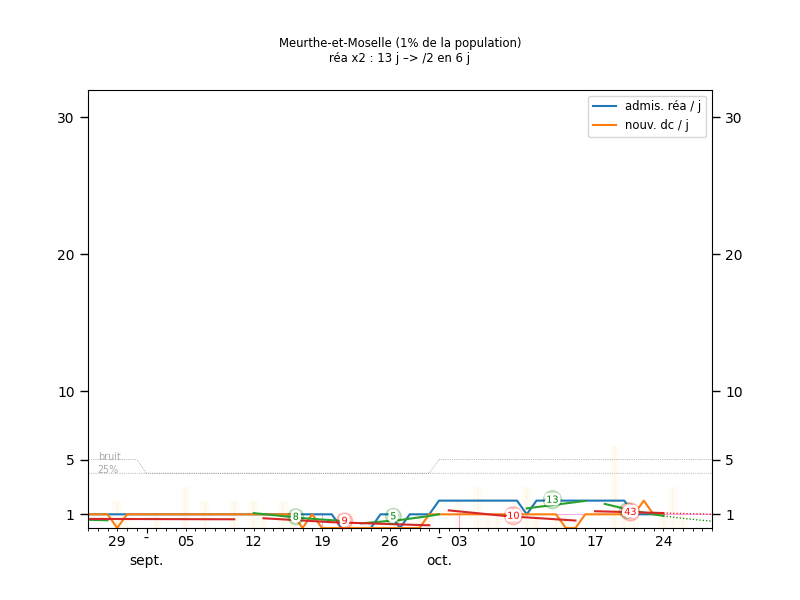 Meurthe-et-Moselle (1% de la population)
réa x2 : 13 j –> /2 en 6 j
admis. réa / j
nouv. dc / j
30 30
20 20
10 10
bruit
5 5
25%
13
1 8 9 5 10 43 1
29 - 05 12 19 26 - 03 10 17 24
sept. oct.